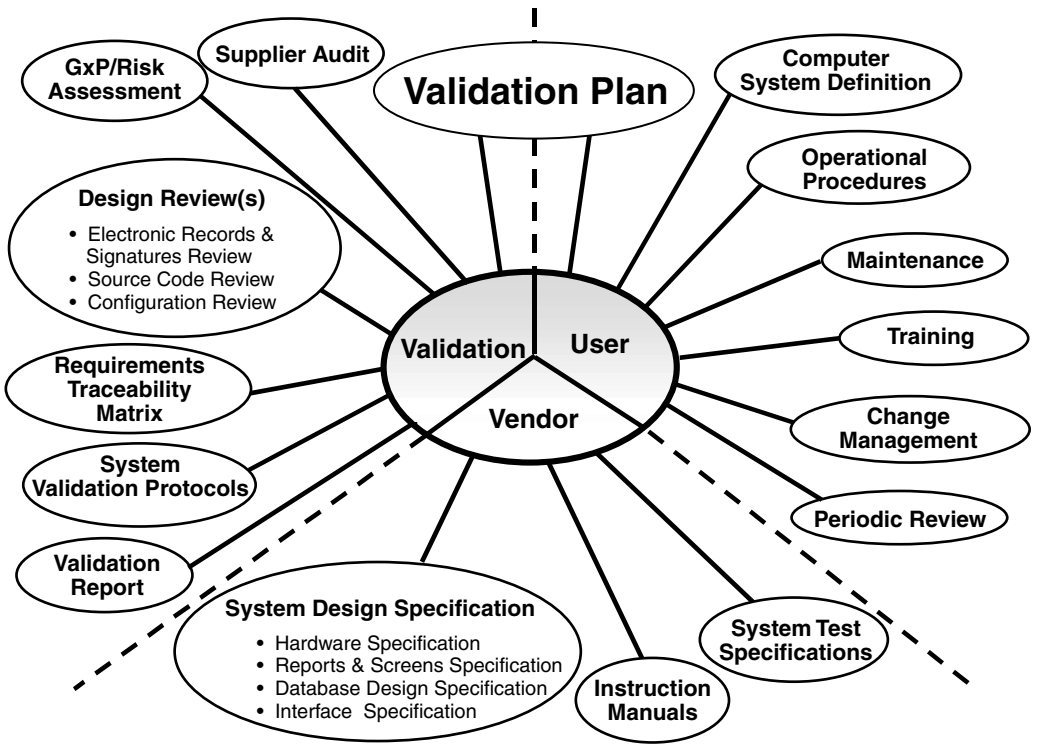 Supplier Audit
GxP/Risk
Assessment
Validation Plan
Computer
System Definition
Operational
Procedures
Design Review(s)
• Electronic Records &
Signatures Review
• Source Code Review
• Configuration Review
Maintenance
Training
Validation
User
Vendor
Requirements
Traceability
Matrix
Change
Management
System
Validation Protocols
Periodic Review
Validation
Report
System Design Specification
• Hardware Specification
• Reports & Screens Specification
• Database Design Specification
• Interface Specification
Instruction
Manuals
System Test
Specifications